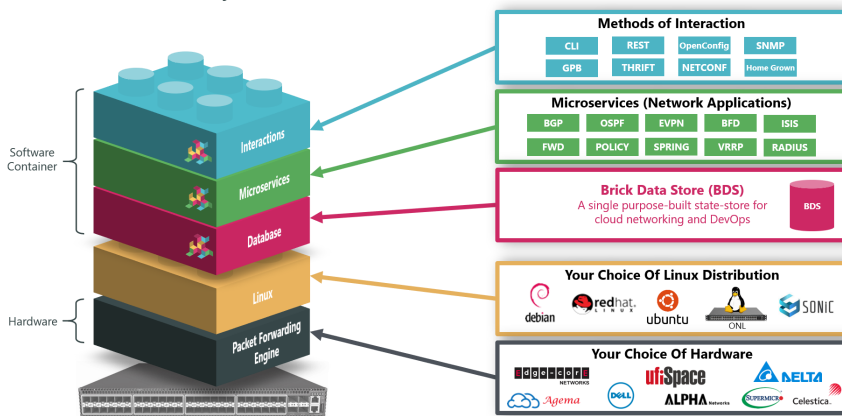 Software
Container
Hardware
Interactions
Microservices
Database
Linux
Packet Forwarding
Engine
Methods of Interaction
CLI REST OpenConfig SNMP
GPB THRIFT NETCONF Home Grown
Microservices (Network Applications)
BGP OSPF EVPN BFD ISIS
FWD POLICY SPRING VRRP RADIUS
Brick Data Store (BDS)
A single purpose-built state-store for
cloud networking and DevOps
BDS
Your Choice Of Linux Distribution
debian
redhat.
LINUX
ubuntu
ONL
SONiC
Your Choice Of Hardware
Edge-corE
NETWORKS
ufiSpace
DELTA
Agema
DELL
ALPHA Networks
SUPERMICRO
Celestica.